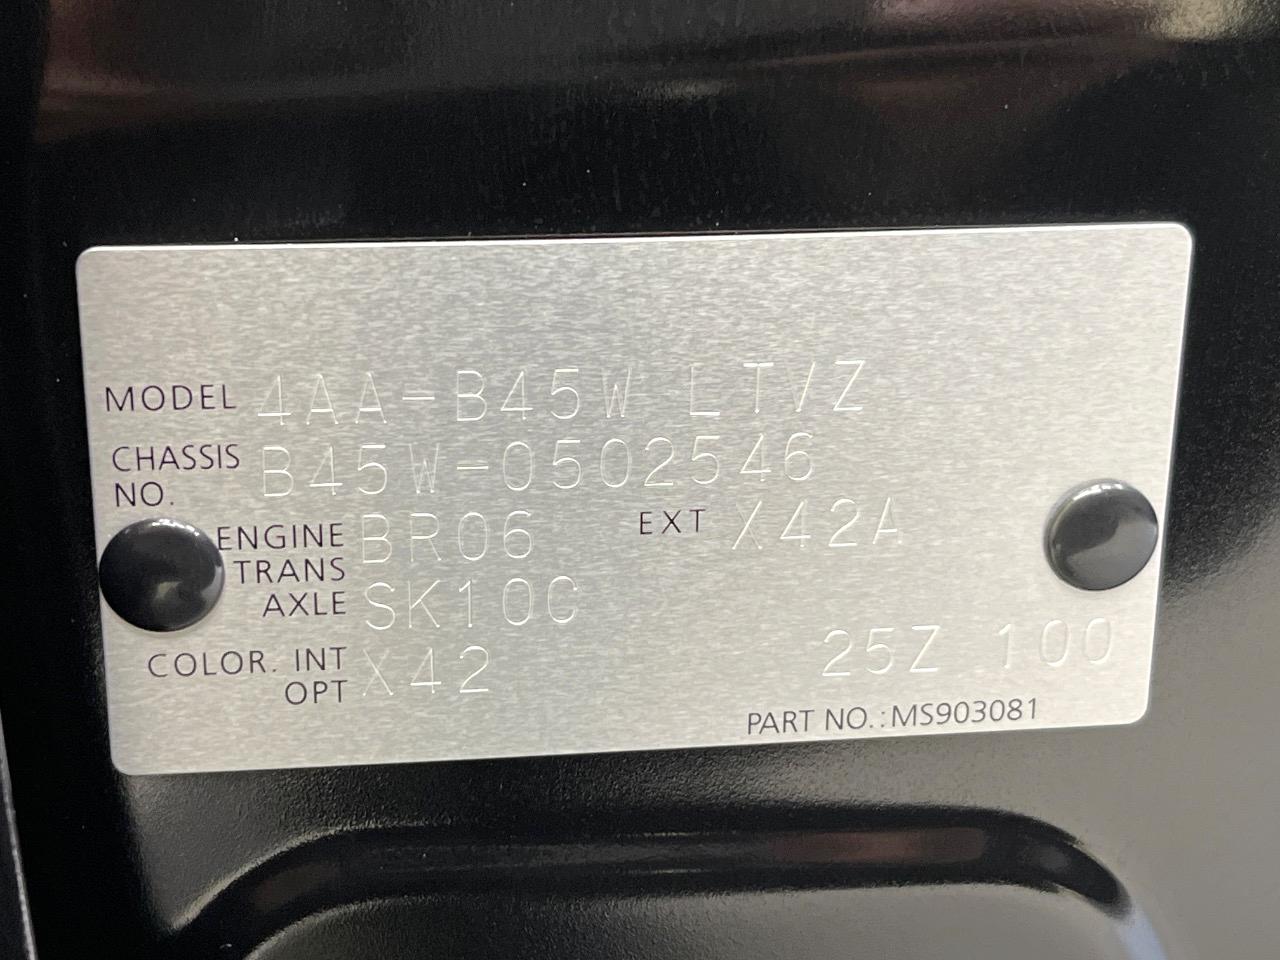 MODEL 4AA-B45W LTVZ
CHASSIS NO. B45W-0502546
ENGINE BR06 EXT X42A
TRANS AXLE SK10C
COLOR. INT OPT X42 25Z 100
PART NO.:MS903081